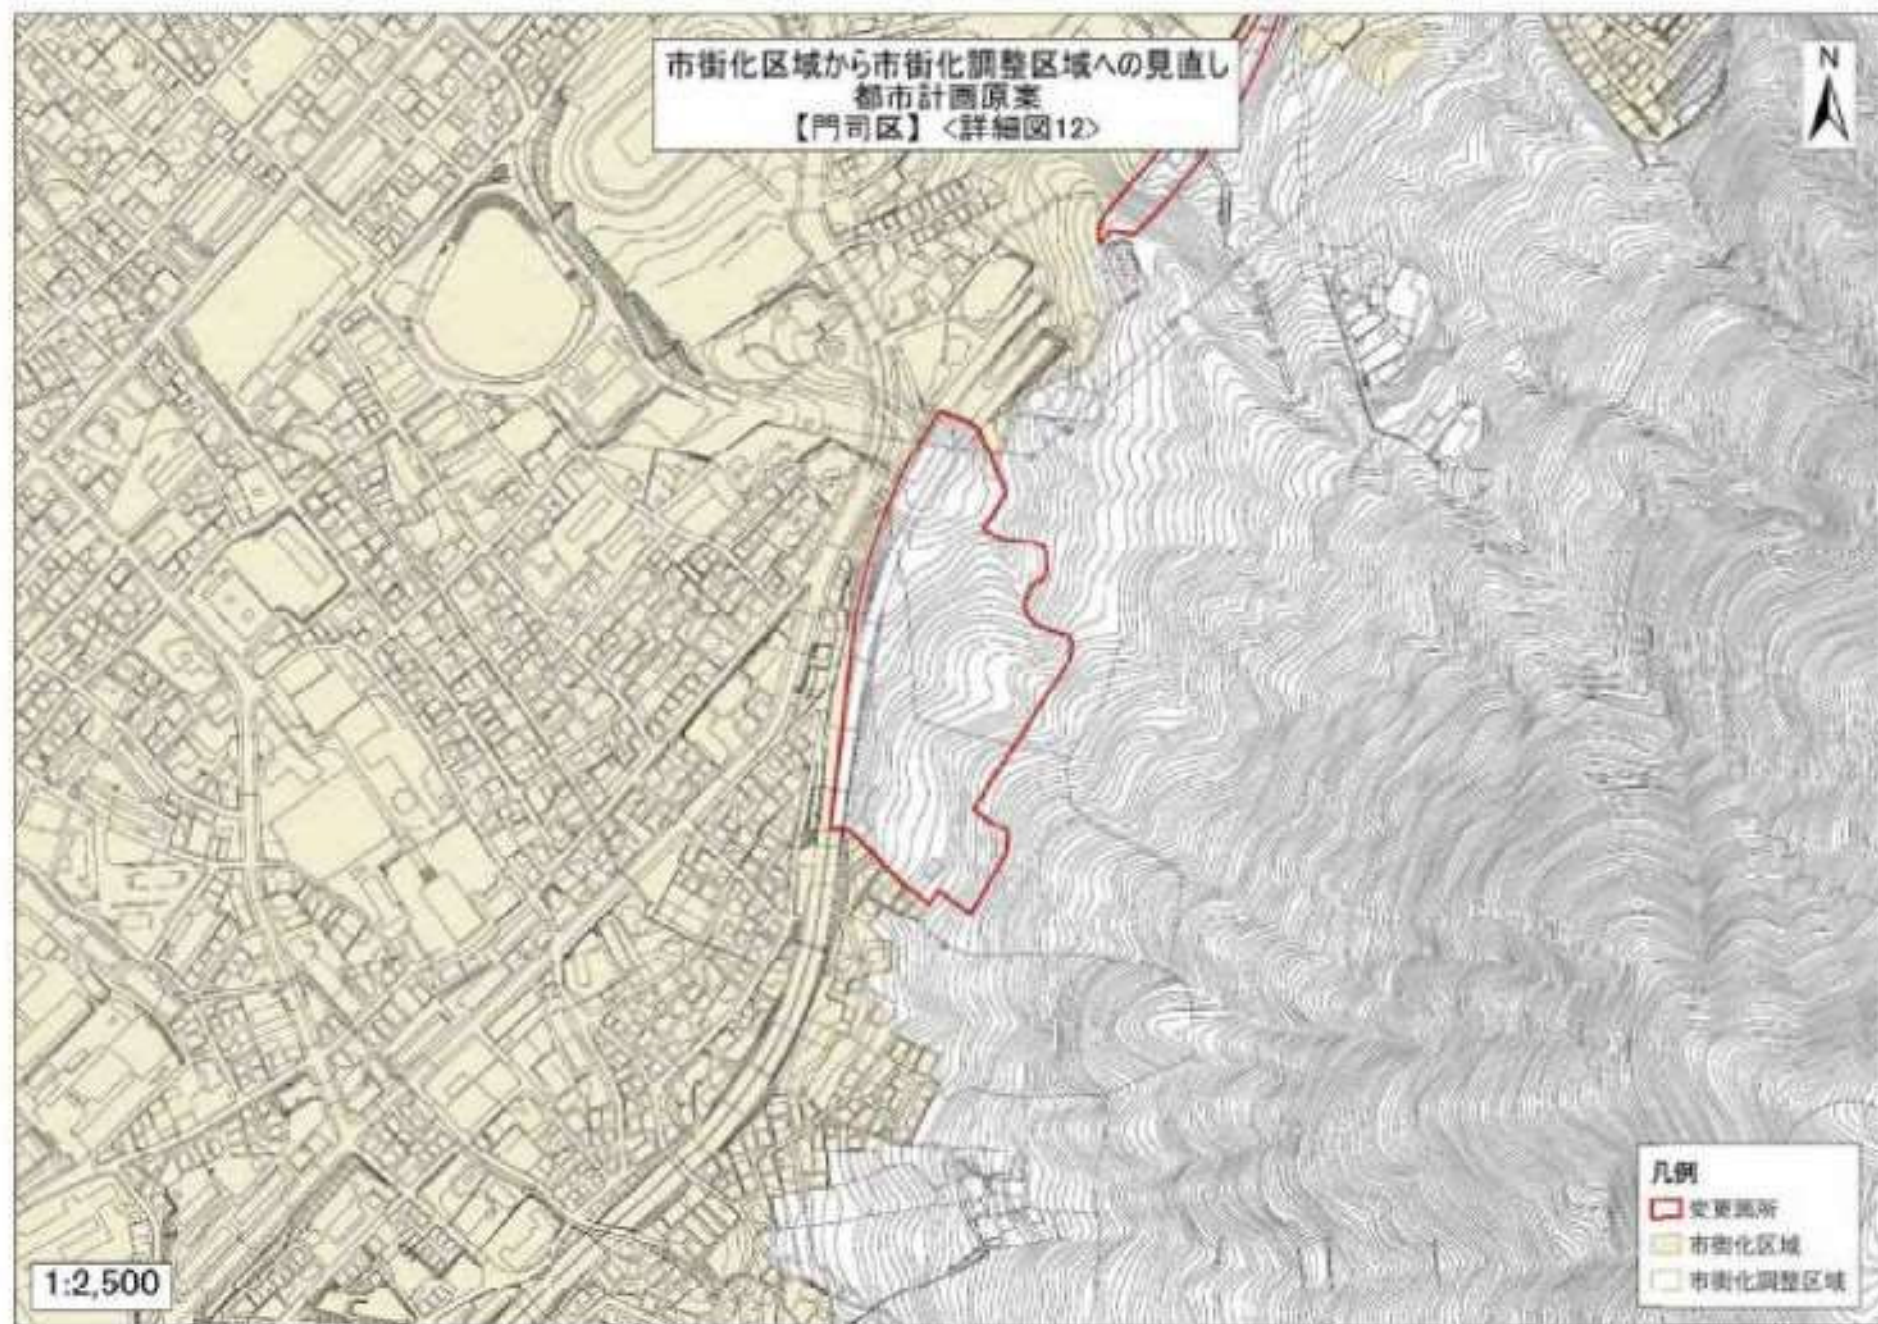 市街化区域から市街化調整区域への見直し
都市計画原案
【門司区】<詳細図12>
N
凡例
変更箇所
市街化区域
市街化調整区域
1:2,500